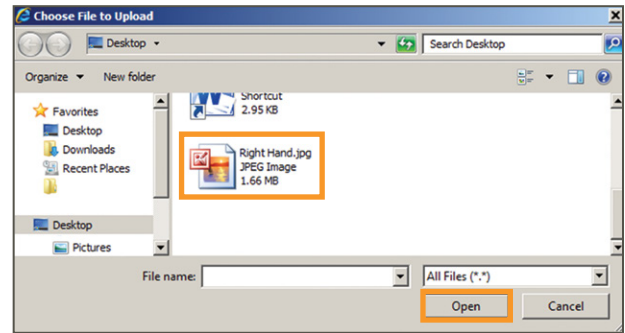 Choose File to Upload
Desktop
Search Desktop
Organize
New folder
Favorites
Desktop
Downloads
Recent Places
Desktop
Pictures
Shortcut
2.95 KB
Right Hand.jpg
JPEG Image
1.66 MB
File name:
All Files (*.*)
Open
Cancel